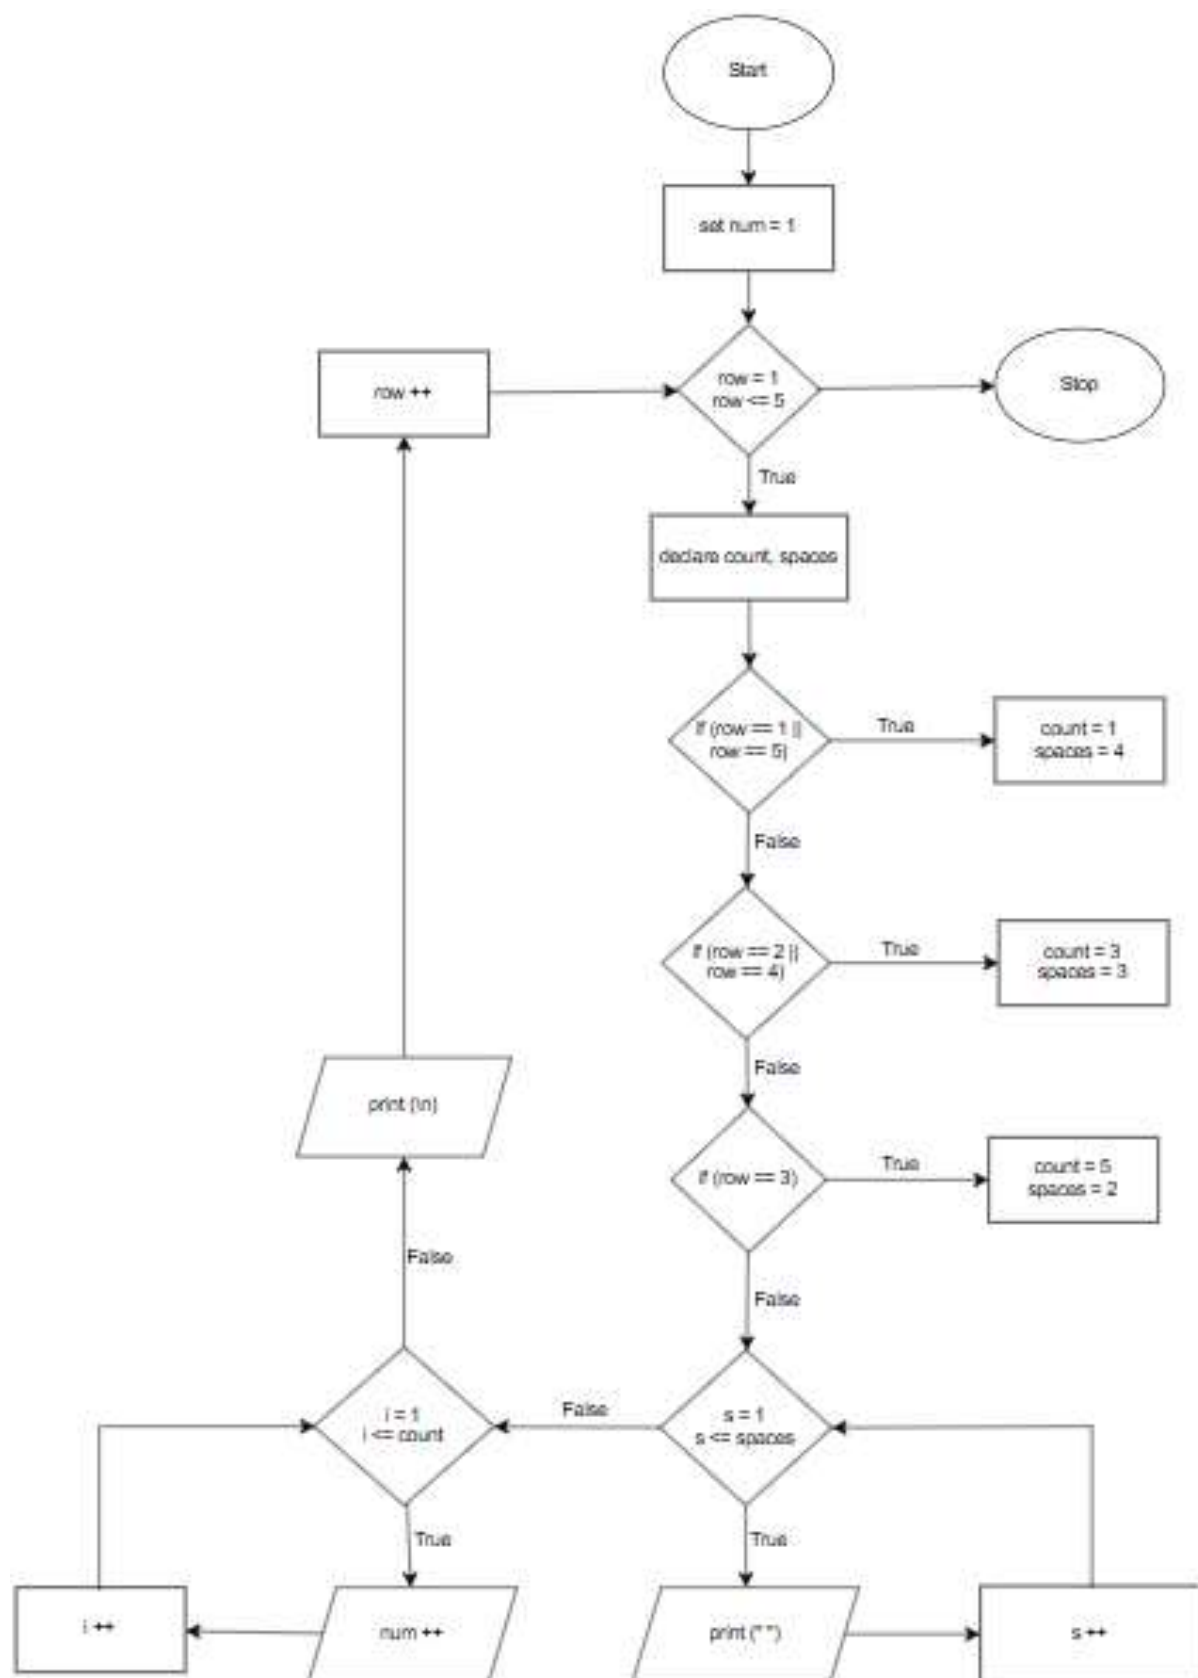 Start
set num = 1
row ++
row = 1
row <= 5
Stop
True
declare count, spaces
If (row == 1 ||
row == 5)
True
count = 1
spaces = 4
False
If (row == 2 ||
row == 4)
True
count = 3
spaces = 3
False
print (\n)
If (row == 3)
True
count = 5
spaces = 2
False
False
i = 1
i <= count
False
s = 1
s <= spaces
True
True
i ++
num ++
print (" ")
s ++